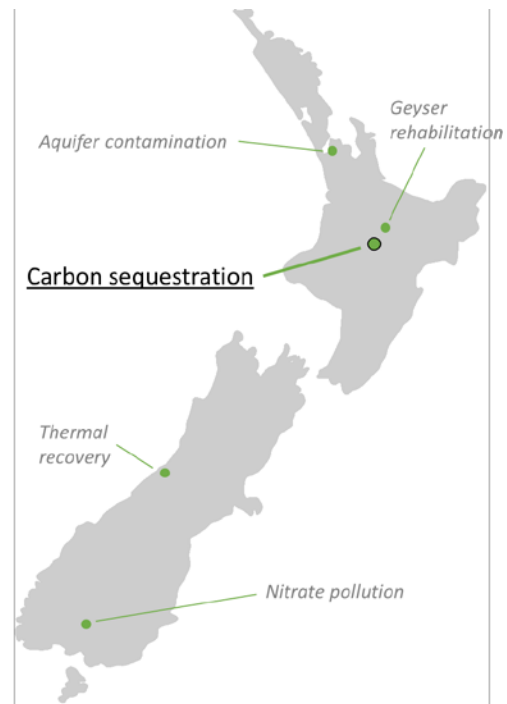 Geyser
rehabilitation
Aquifer contamination
Carbon sequestration
Thermal
recovery
Nitrate pollution